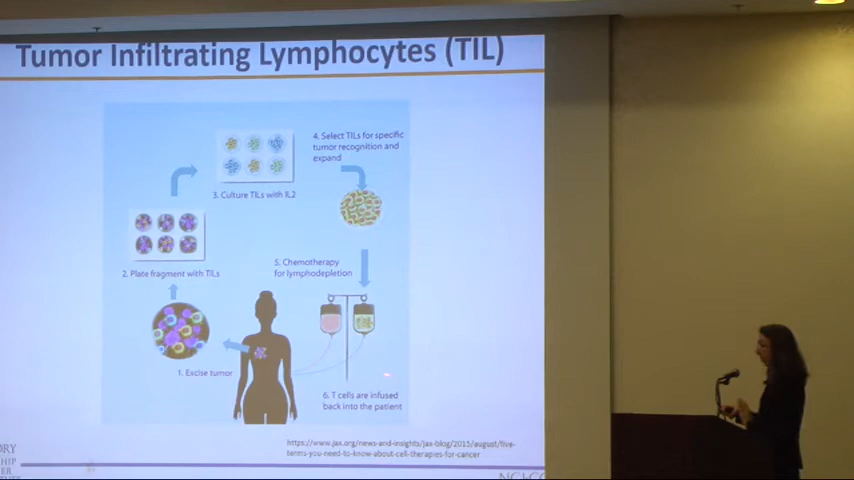 Tumor Infiltrating Lymphocytes (TIL)
4. Select TILs for specific
tumor recognition and
expand
3. Culture TILs with IL2
5. Chemotherapy
for lymphodepletion
2. Plate fragment with TILs
1. Excise tumor
6. T cells are infused
back into the patient
https://www.jax.org/news-and-insights/jax-blog/2015/august/five-
terms-you-need-to-know-about-cell-therapies-for-cancer